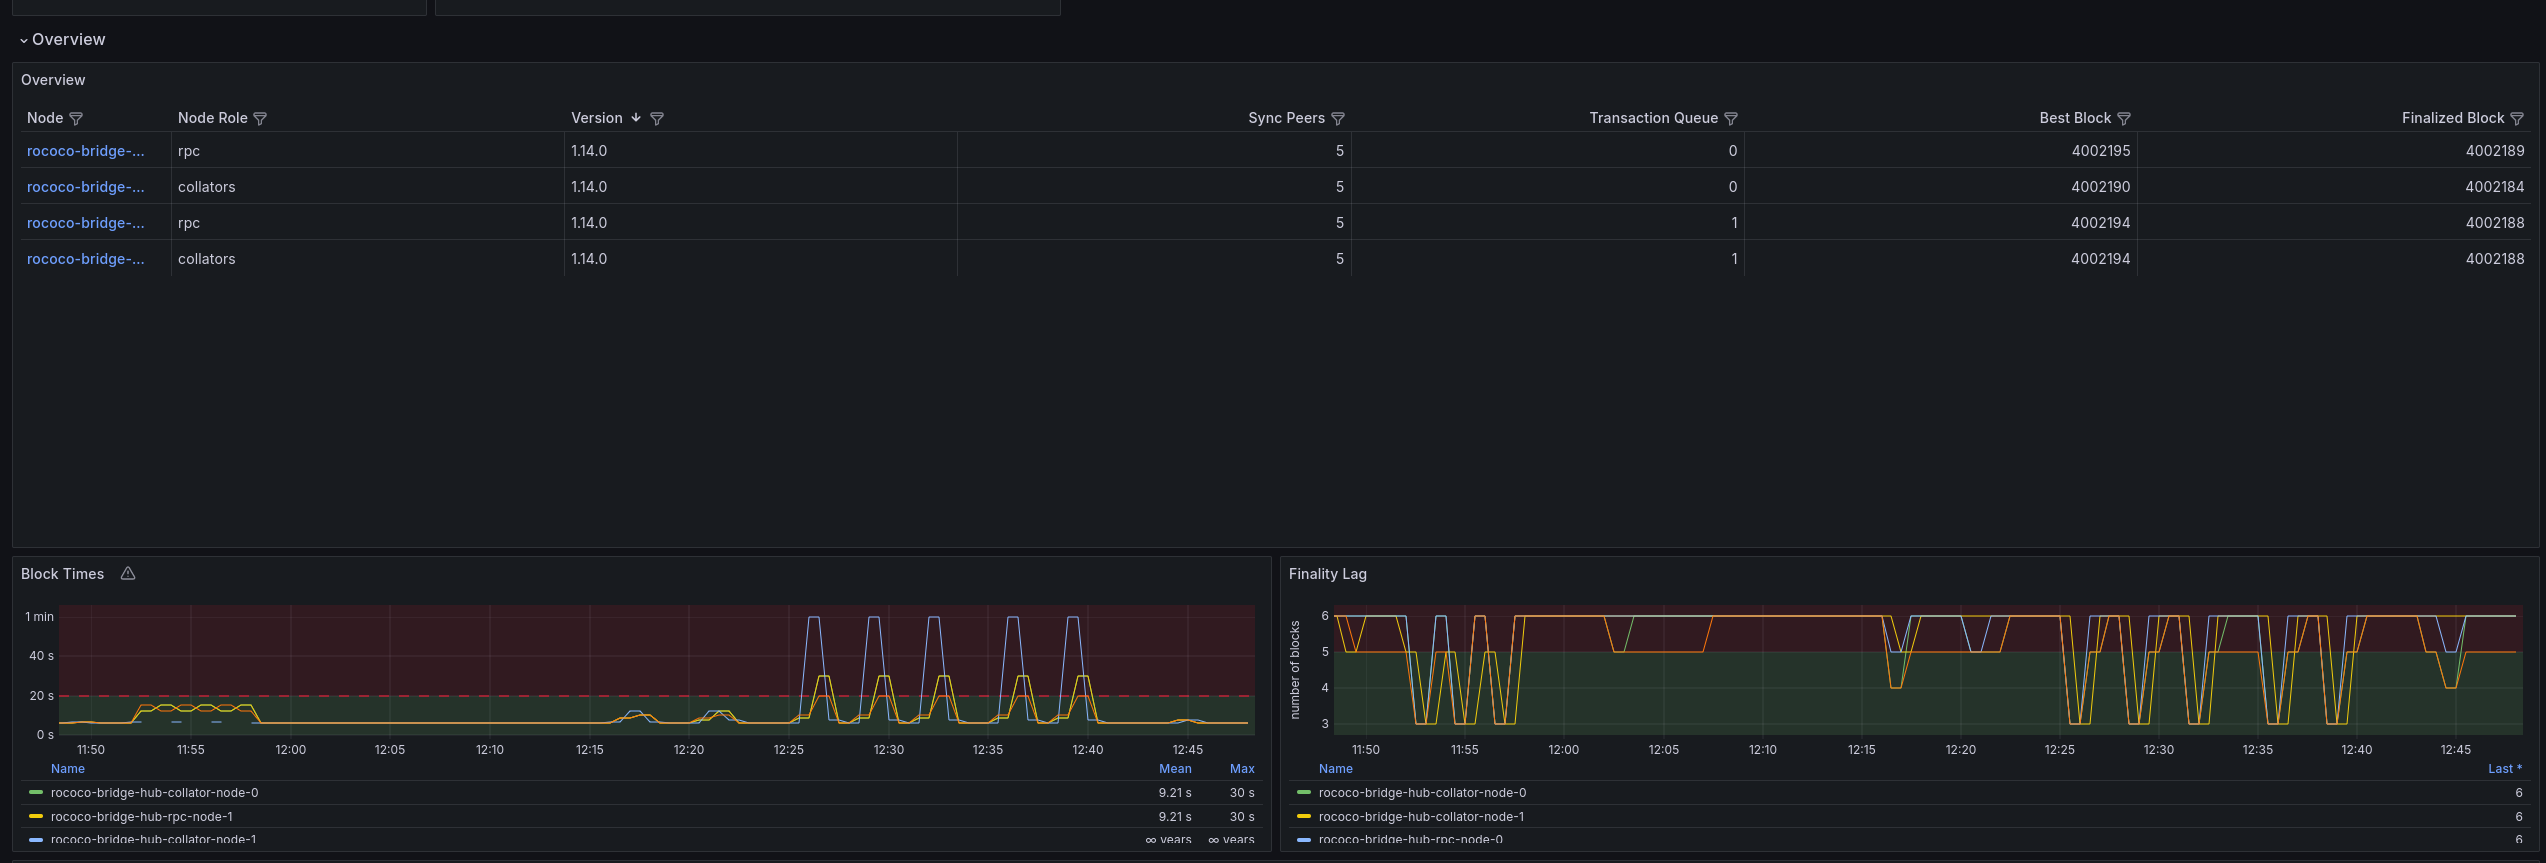 Overview
Overview
Node Node Role Version Sync Peers Transaction Queue Best Block Finalized Block
rococo-bridge-... rpc 1.14.0 5 0 4002195 4002189
rococo-bridge-... collators 1.14.0 5 0 4002190 4002184
rococo-bridge-... rpc 1.14.0 5 1 4002194 4002188
rococo-bridge-... collators 1.14.0 5 1 4002194 4002188
Block Times
1 min
40 s
20 s
0 s
11:50 11:55 12:00 12:05 12:10 12:15 12:20 12:25 12:30 12:35 12:40 12:45
Name Mean Max
rococo-bridge-hub-collator-node-0 9.21 s 30 s
rococo-bridge-hub-rpc-node-1 9.21 s 30 s
rococo-bridge-hub-collator-node-1 ∞ years ∞ years
Finality Lag
number of blocks
6
5
4
3
11:50 11:55 12:00 12:05 12:10 12:15 12:20 12:25 12:30 12:35 12:40 12:45
Name Last *
rococo-bridge-hub-collator-node-0 6
rococo-bridge-hub-collator-node-1 6
rococo-bridge-hub-rpc-node-0 6